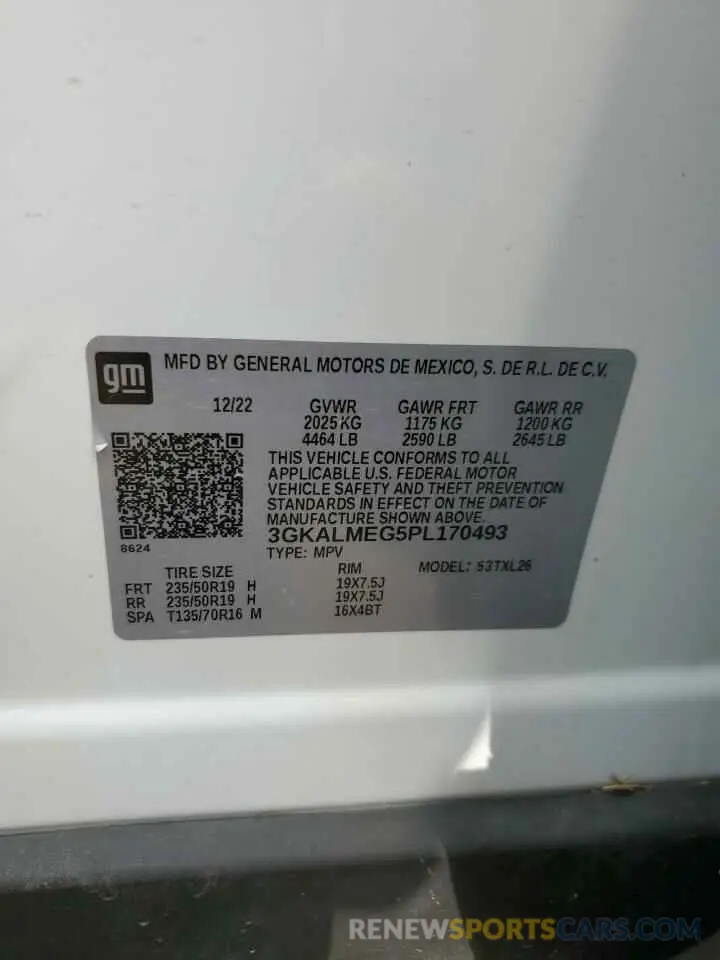 gm MFD BY GENERAL MOTORS DE MEXICO, S. DE R.L. DE C.V.
12/22 GVWR GAWR FRT GAWR RR
2025 KG 1175 KG 1200 KG
4464 LB 2590 LB 2645 LB
THIS VEHICLE CONFORMS TO ALL
APPLICABLE U.S. FEDERAL MOTOR
VEHICLE SAFETY AND THEFT PREVENTION
STANDARDS IN EFFECT ON THE DATE OF
MANUFACTURE SHOWN ABOVE.
3GKALMEG5PL170493
8624 TYPE: MPV
TIRE SIZE RIM MODEL: 53TXL26
FRT 235/50R19 H 19X7.5J
RR 235/50R19 H 19X7.5J
SPA T135/70R16 M 16X4BT
RENEWSPORTSCARS.COM